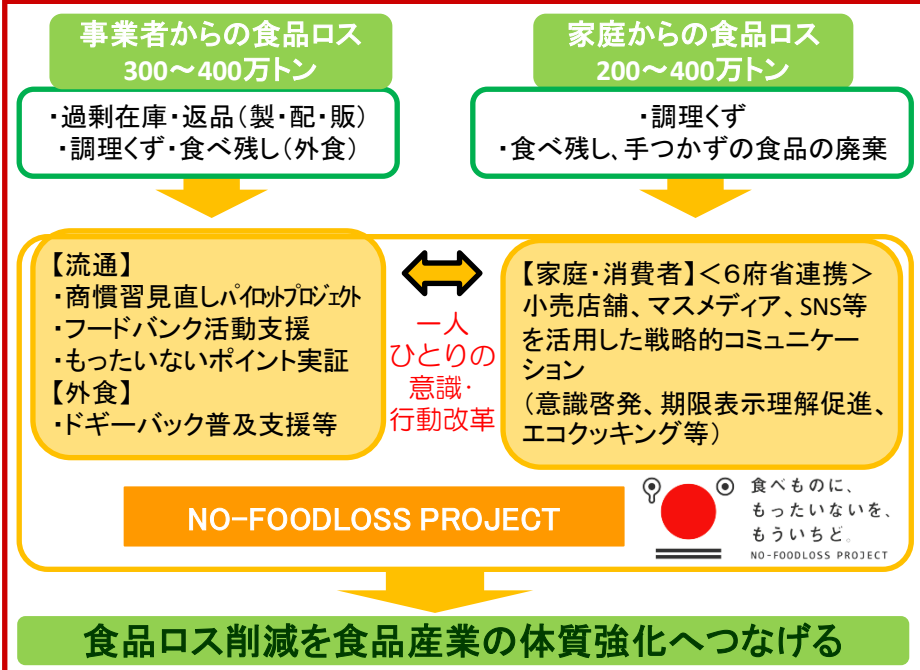 事業者からの食品ロス
300～400万トン
・過剰在庫・返品（製・配・販）
・調理くず・食べ残し（外食）
家庭からの食品ロス
200～400万トン
・調理くず
・食べ残し、手つかずの食品の廃棄
【流通】
・商慣習見直しﾊﾟｲﾛｯﾄﾌﾟﾛｼﾞｪｸﾄ
・フードバンク活動支援
・もったいないポイント実証
【外食】
・ドギーバック普及支援等
一人
ひとりの
意識・
行動改革
【家庭・消費者】＜６府省連携＞
小売店舗、マスメディア、SNS等
を活用した戦略的コミュニケー
ション
（意識啓発、期限表示理解促進、
エコクッキング等）
NO-FOODLOSS PROJECT
食べものに、
もったいないを、
もういちど。
NO-FOODLOSS PROJECT
食品ロス削減を食品産業の体質強化へつなげる